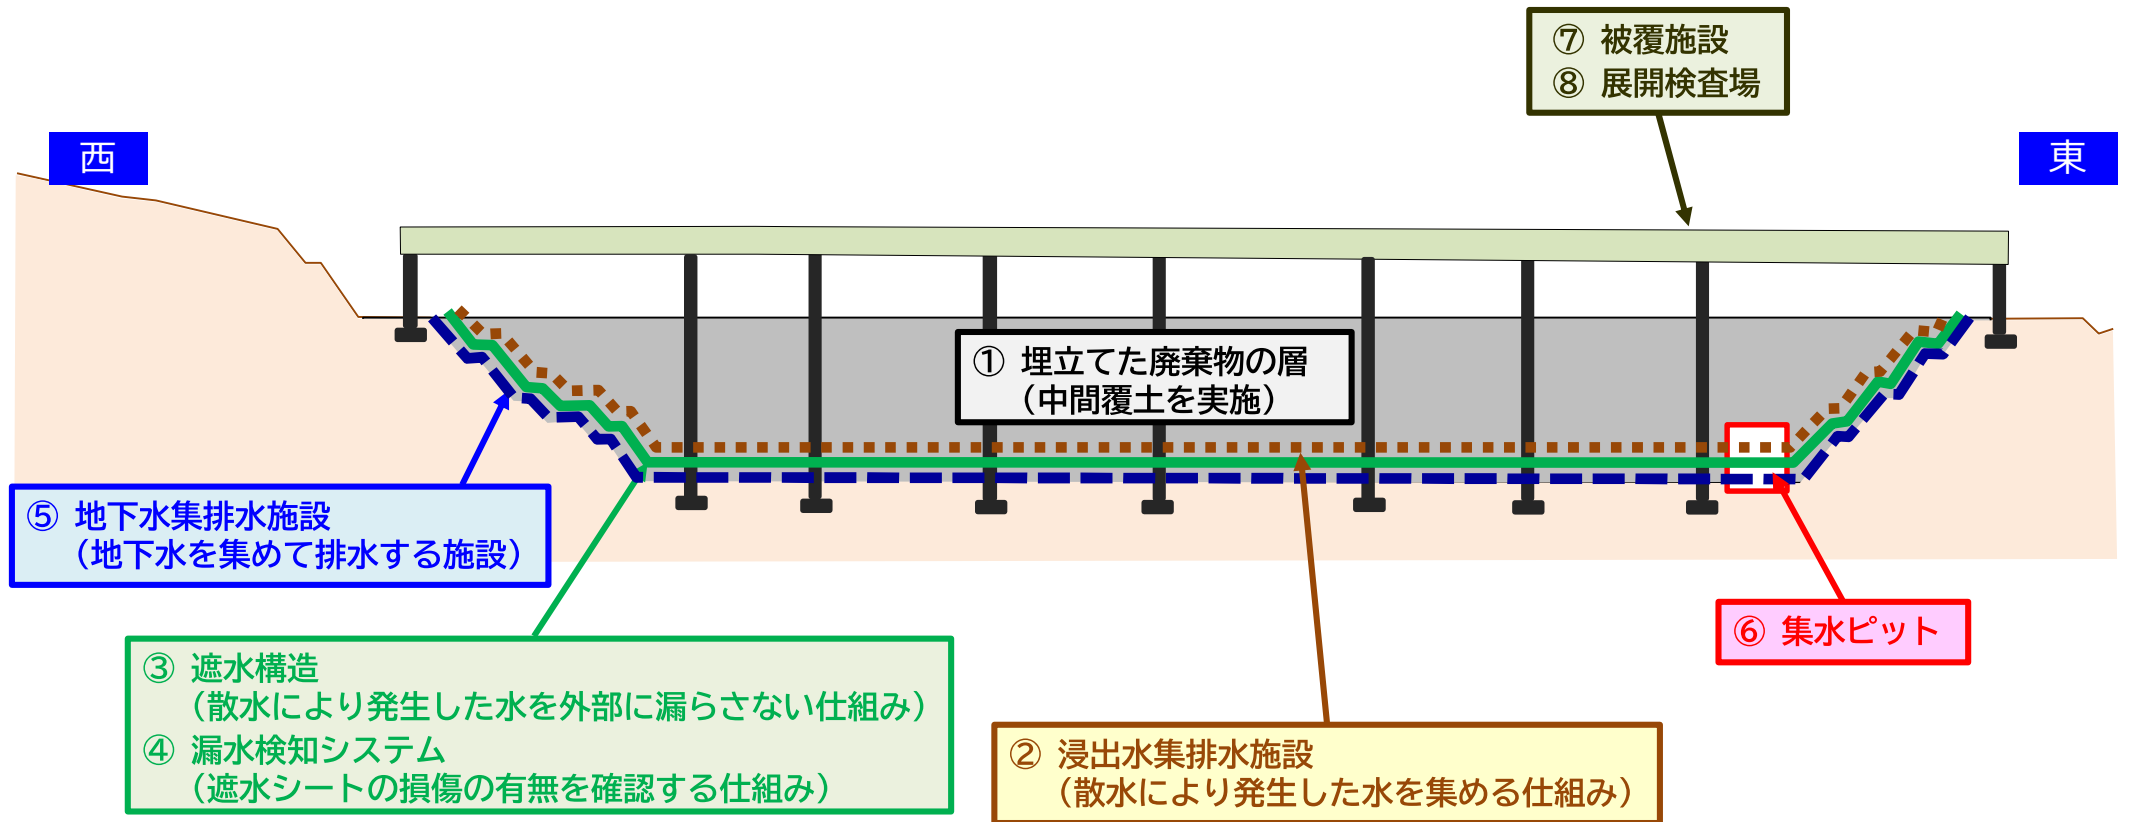 ⑦ 被覆施設
⑧ 展開検査場
西
東
① 埋立てた廃棄物の層
（中間覆土を実施）
⑤ 地下水集排水施設
（地下水を集めて排水する施設）
⑥ 集水ピット
③ 遮水構造
（散水により発生した水を外部に漏らさない仕組み）
④ 漏水検知システム
（遮水シートの損傷の有無を確認する仕組み）
② 浸出水集排水施設
（散水により発生した水を集める仕組み）